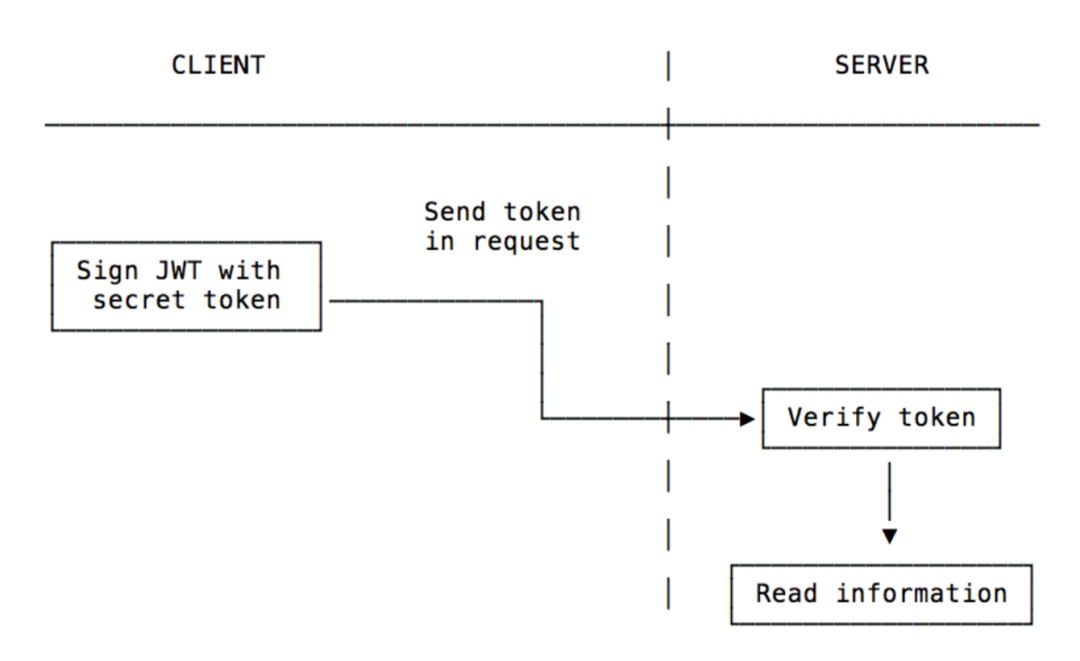 CLIENT
SERVER
Send token
in request
Sign JWT with
secret token
Verify token
Read information